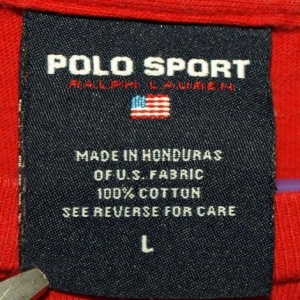 POLO SPORT
RALPH LAUREN
MADE IN HONDURAS
OF U.S. FABRIC
100% COTTON
SEE REVERSE FOR CARE
L